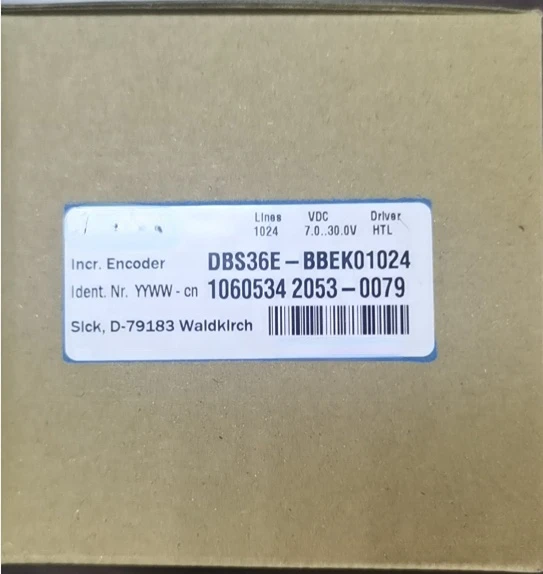 Lines VDC Driver
1024 7.0..30.0V HTL
Incr. Encoder DBS36E-BBEK01024
Ident. Nr. YYWW - cn 1060534 2053-0079
Sick, D-79183 Waldkirch